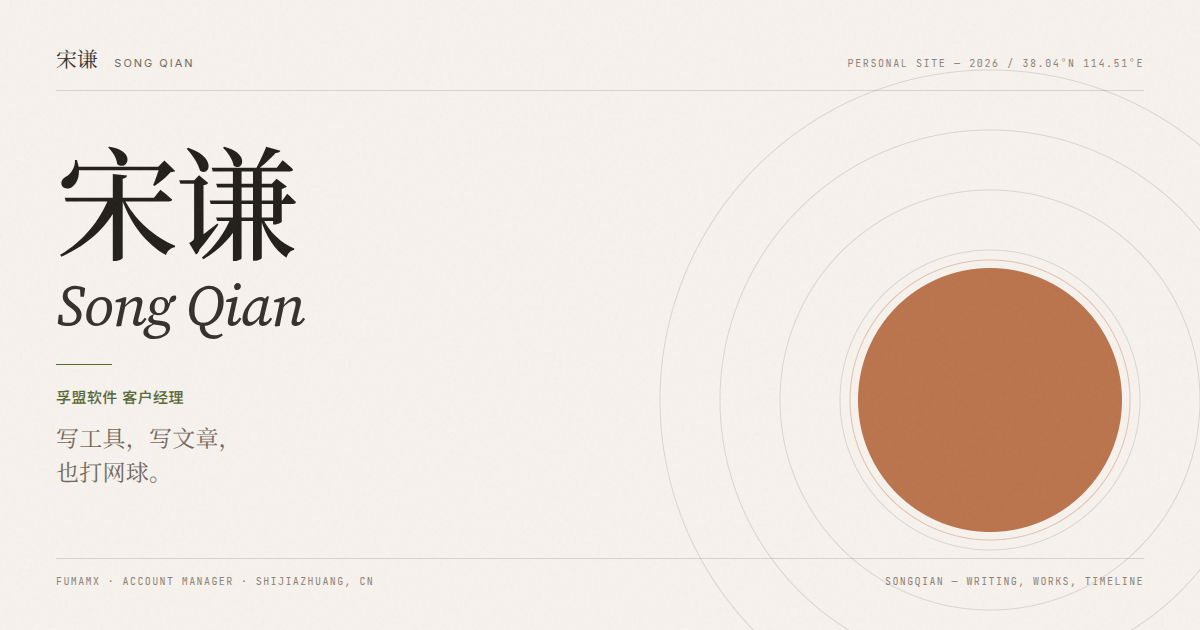 宋谦 SONG QIAN
PERSONAL SITE — 2026 / 38.04°N 114.51°E
宋谦
Song Qian
孚盟软件 客户经理
写工具，写文章，
也打网球。
FUMAMX · ACCOUNT MANAGER · SHIJIAZHUANG, CN
SONGQIAN — WRITING, WORKS, TIMELINE